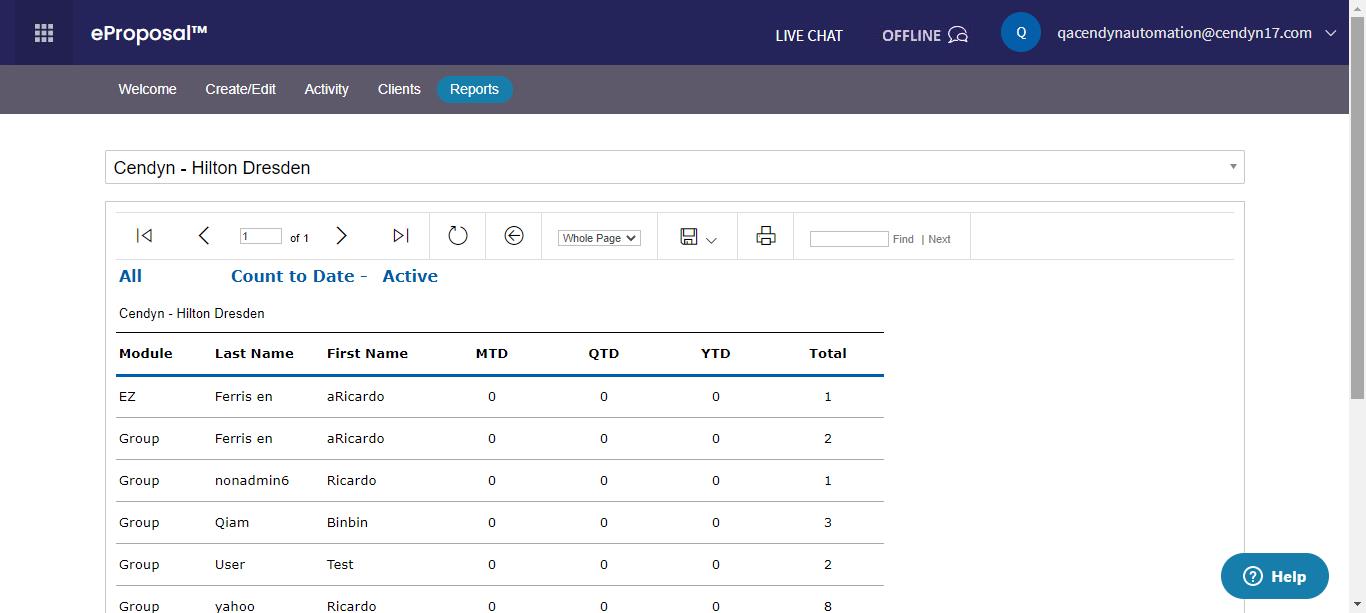 eProposal™
LIVE CHAT
OFFLINE
Q
qacendynautomation@cendyn17.com
Welcome
Create/Edit
Activity
Clients
Reports
Cendyn - Hilton Dresden
1
of 1
Whole Page
Find | Next
All Count to Date - Active
Cendyn - Hilton Dresden
Module Last Name First Name MTD QTD YTD Total
EZ Ferris en aRicardo 0 0 0 1
Group Ferris en aRicardo 0 0 0 2
Group nonadmin6 Ricardo 0 0 0 1
Group Qiam Binbin 0 0 0 3
Group User Test 0 0 0 2
Group yahoo Ricardo 0 0 0 8
? Help